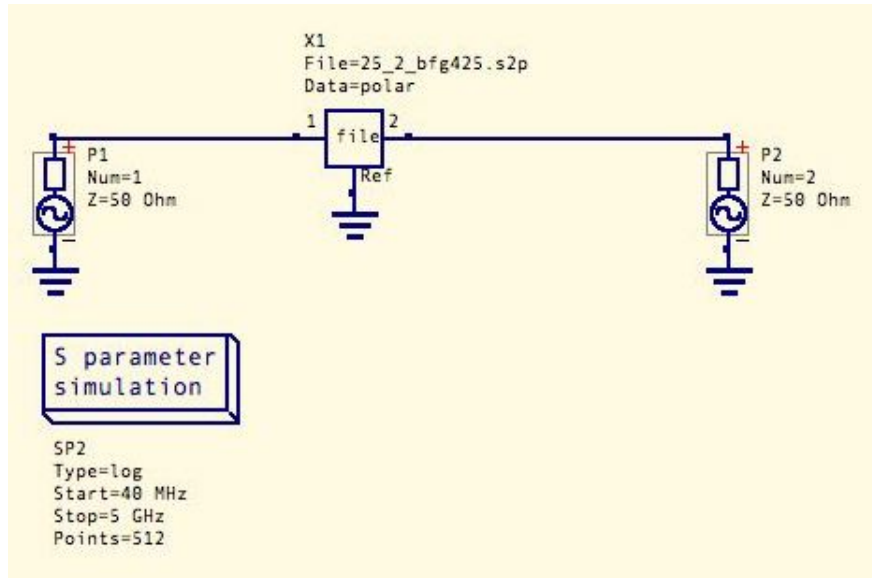 X1
File=25_2_bfg425.s2p
Data=polar
1
file
2
Ref
+
P1
Num=1
Z=50 Ohm
-
+
P2
Num=2
Z=50 Ohm
-
S parameter
simulation
SP2
Type=log
Start=40 MHz
Stop=5 GHz
Points=512